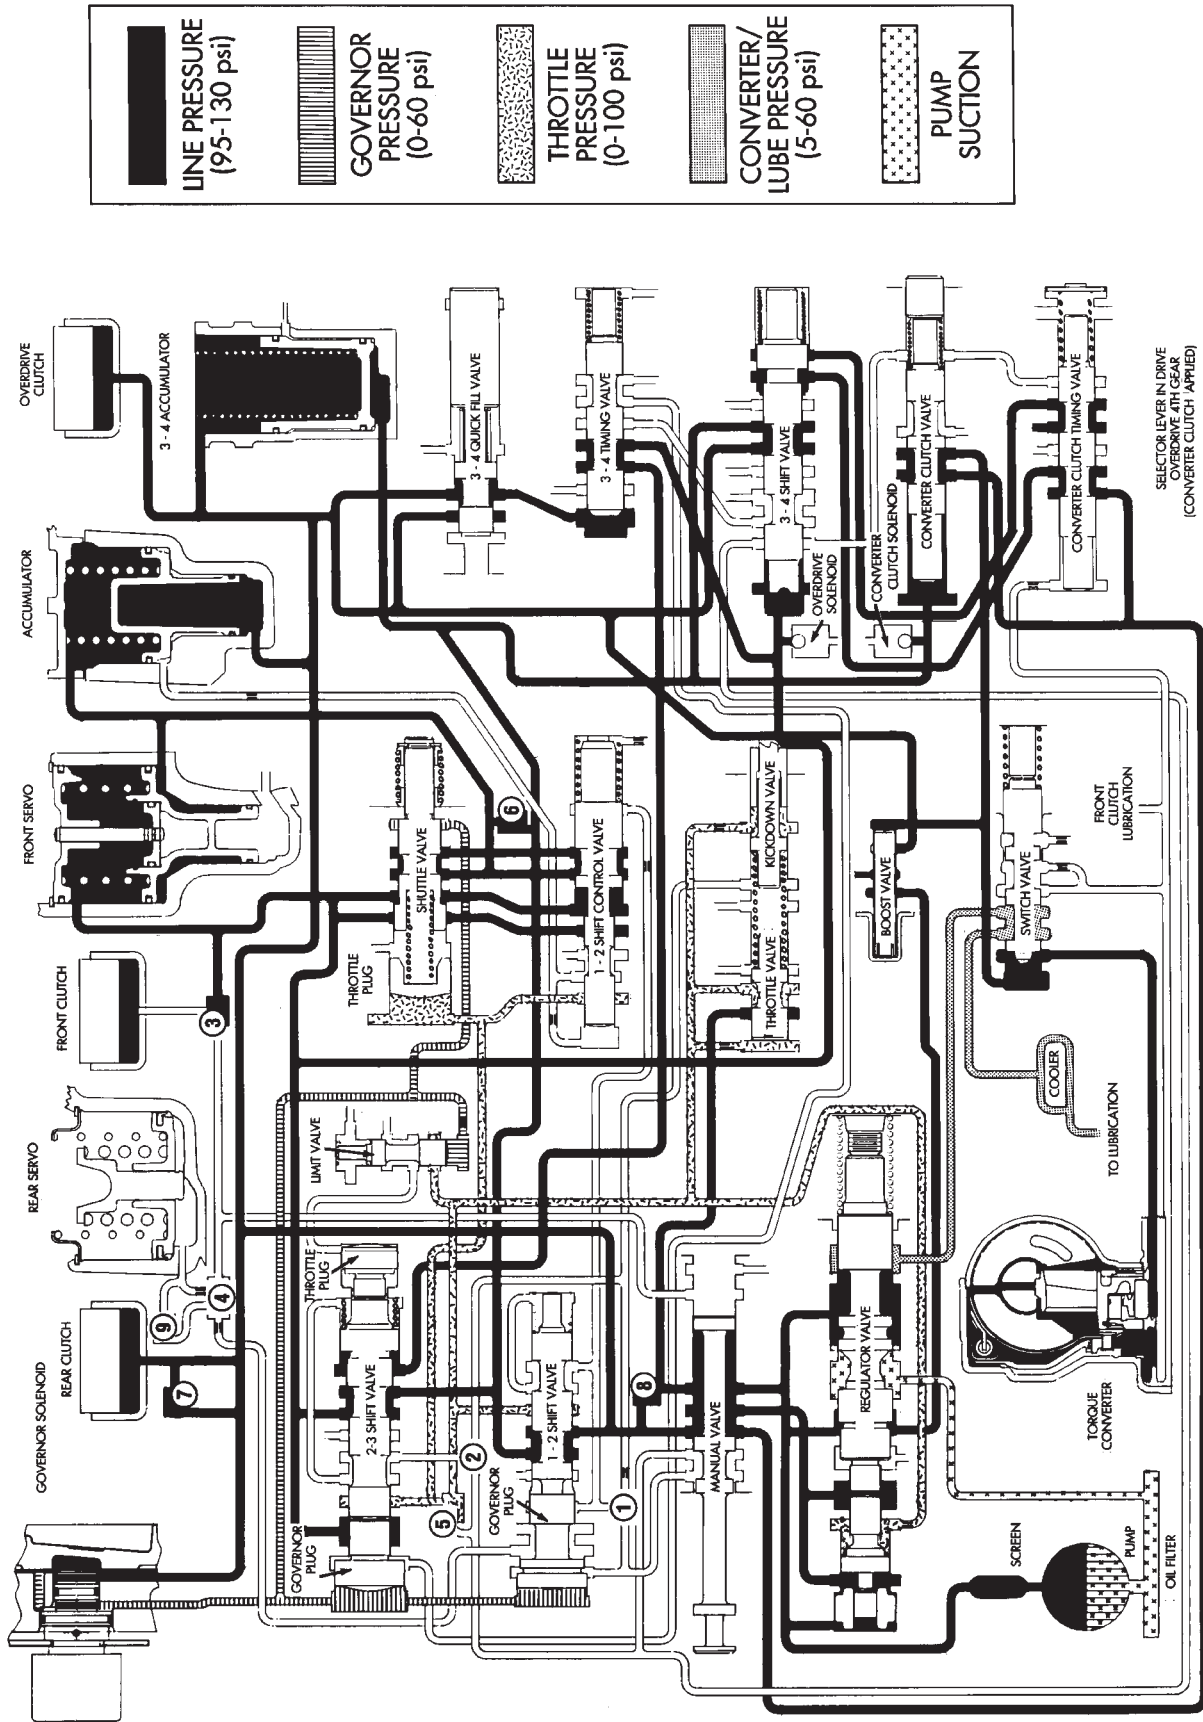 LINE PRESSURE
(95-130 psi)
GOVERNOR
PRESSURE
(0-60 psi)
THROTTLE
PRESSURE
(0-100 psi)
CONVERTER/
LUBE PRESSURE
(5-60 psi)
PUMP
SUCTION
GOVERNOR SOLENOID
REAR CLUTCH
REAR SERVO
FRONT CLUTCH
FRONT SERVO
ACCUMULATOR
OVERDRIVE
CLUTCH
3 - 4 ACCUMULATOR
7
9
4
3
6
GOVERNOR
PLUG
2-3 SHIFT VALVE
THROTTLE
PLUG
LIMIT VALVE
THROTTLE
PLUG
SHUTTLE VALVE
3 - 4 QUICK FILL VALVE
5
2
GOVERNOR
PLUG
1 - 2 SHIFT VALVE
1 - 2 SHIFT CONTROL VALVE
3 - 4 TIMING VALVE
1
8
MANUAL VALVE
THROTTLE VALVE
KICKDOWN VALVE
OVERDRIVE
SOLENOID
3 - 4 SHIFT VALVE
REGULATOR VALVE
BOOST VALVE
CONVERTER
CLUTCH SOLENOID
CONVERTER CLUTCH VALVE
SCREEN
PUMP
OIL FILTER
TORQUE
CONVERTER
COOLER
TO LUBRICATION
SWITCH VALVE
FRONT
CLUTCH
LUBRICATION
CONVERTER CLUTCH TIMING VALVE
SELECTOR LEVER IN DRIVE
OVERDRIVE 4TH GEAR
(CONVERTER CLUTCH APPLIED)